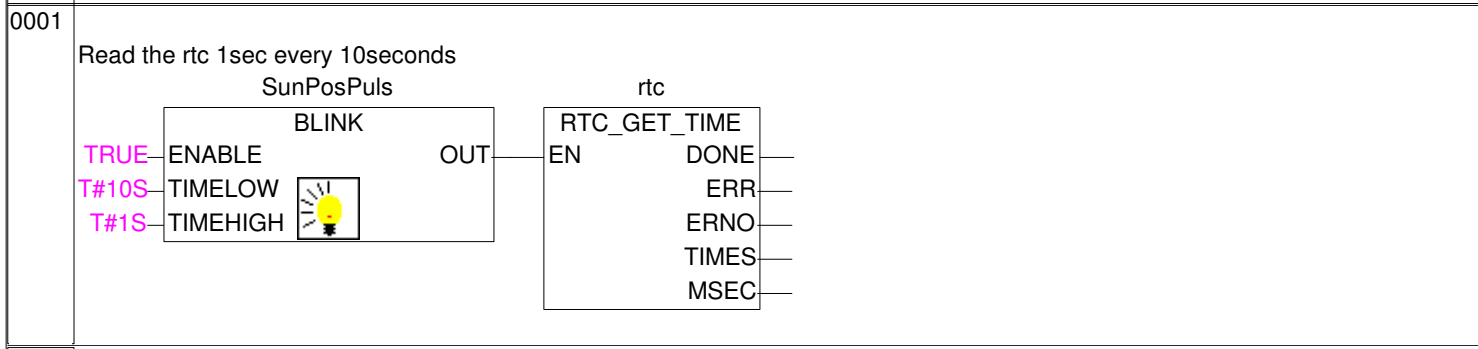 0001
Read the rtc 1sec every 10seconds
SunPosPuls rtc
BLINK RTC_GET_TIME
TRUE ENABLE OUT EN DONE
T#10S TIMELOW ERR
T#1S TIMEHIGH ERNO
TIMES
MSEC